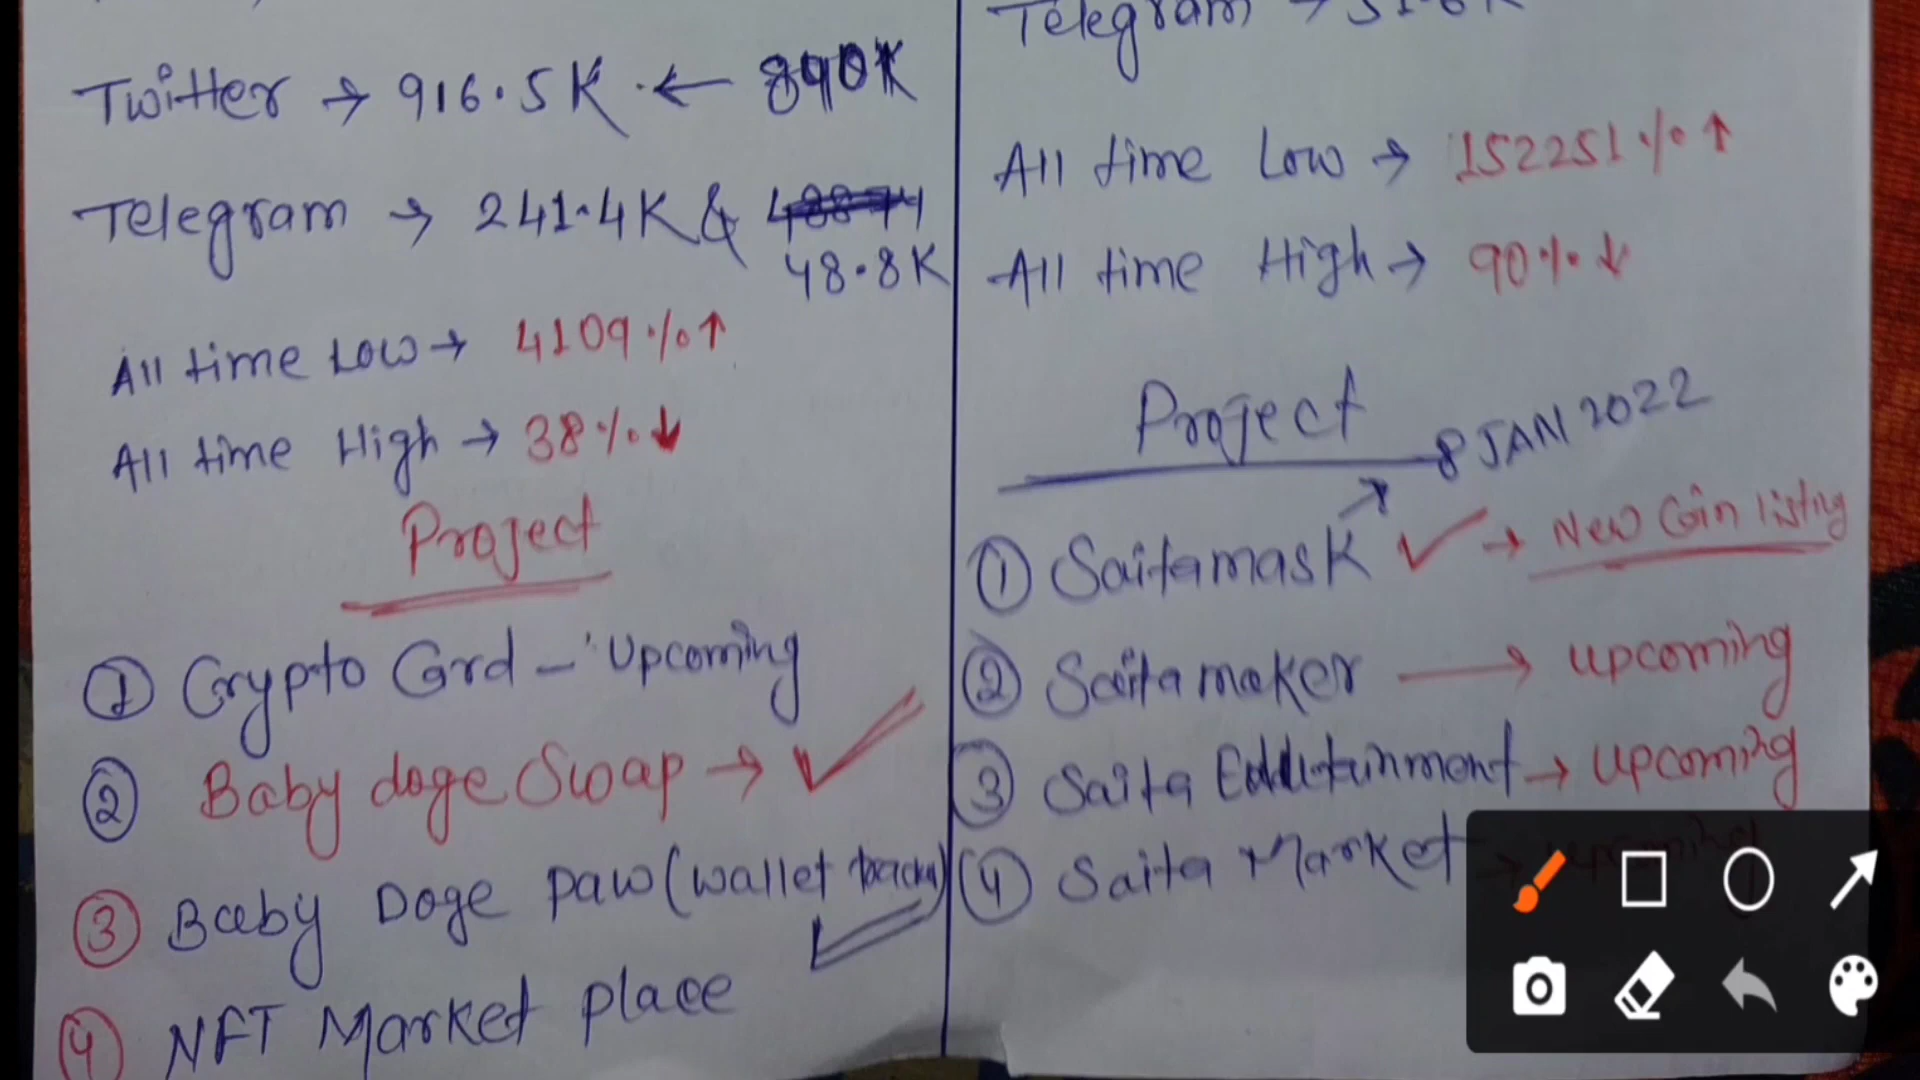 Twitter → 916.5K ← 890K
Telegram → 241.4K &
48.8K
All time Low → 4109% ↑
All time High → 38% ↓
Project
① Crypto Card - Upcoming
② Baby doge Swap → ✓
③ Baby Doge paw (wallet
④ NFT Market place
Telegram →
All time Low → 152251% ↑
All time High → 90% ↓
Project 8 JAN 2022
① Saitamask ✓ → New Coin listing
② Saitamaker → upcoming
③ Saita Edutainment → upcoming
④ Saita Market